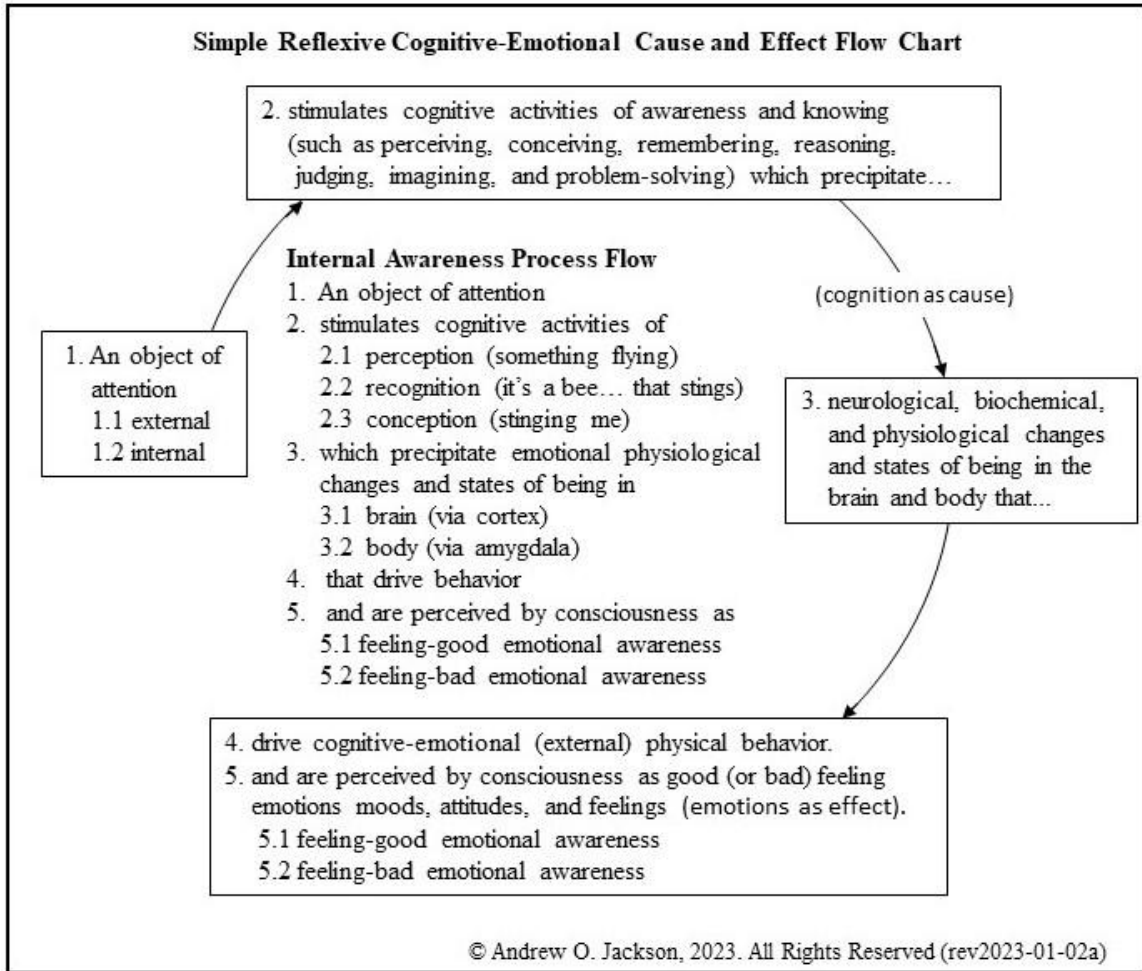 Simple Reflexive Cognitive-Emotional Cause and Effect Flow Chart
2. stimulates cognitive activities of awareness and knowing
(such as perceiving, conceiving, remembering, reasoning,
judging, imagining, and problem-solving) which precipitate…
(cognition as cause)
1. An object of
attention
1.1 external
1.2 internal
Internal Awareness Process Flow
1. An object of attention
2. stimulates cognitive activities of
2.1 perception (something flying)
2.2 recognition (it's a bee… that stings)
2.3 conception (stinging me)
3. which precipitate emotional physiological
changes and states of being in
3.1 brain (via cortex)
3.2 body (via amygdala)
4. that drive behavior
5. and are perceived by consciousness as
5.1 feeling-good emotional awareness
5.2 feeling-bad emotional awareness
3. neurological, biochemical,
and physiological changes
and states of being in the
brain and body that...
4. drive cognitive-emotional (external) physical behavior.
5. and are perceived by consciousness as good (or bad) feeling
emotions moods, attitudes, and feelings (emotions as effect).
5.1 feeling-good emotional awareness
5.2 feeling-bad emotional awareness
© Andrew O. Jackson, 2023. All Rights Reserved (rev2023-01-02a)